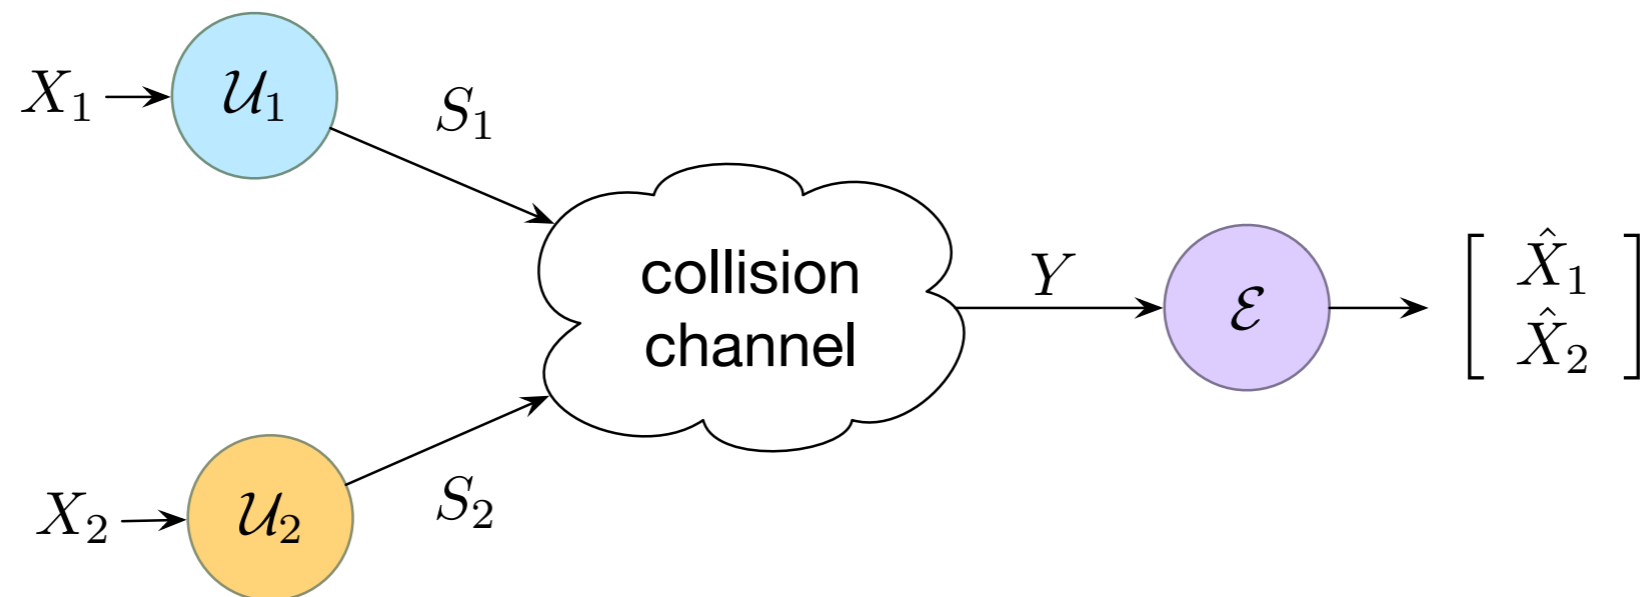 X₁
𝒰₁
S₁
collision
channel
Y
ℰ
X̂₁
X̂₂
X₂
𝒰₂
S₂